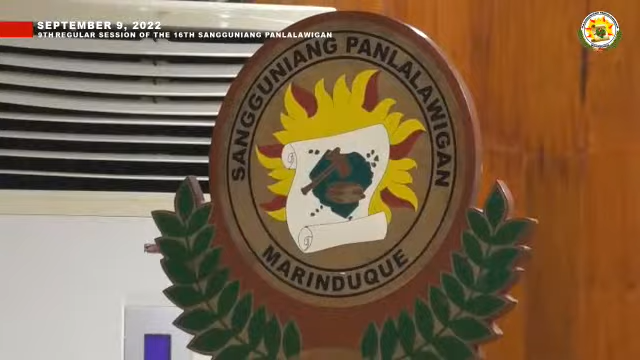 SEPTEMBER 9, 2022
9TH REGULAR SESSION OF THE 16TH SANGGUNIANG PANLALAWIGAN
SANGGUNIANG PANLALAWIGAN
MARINDUQUE